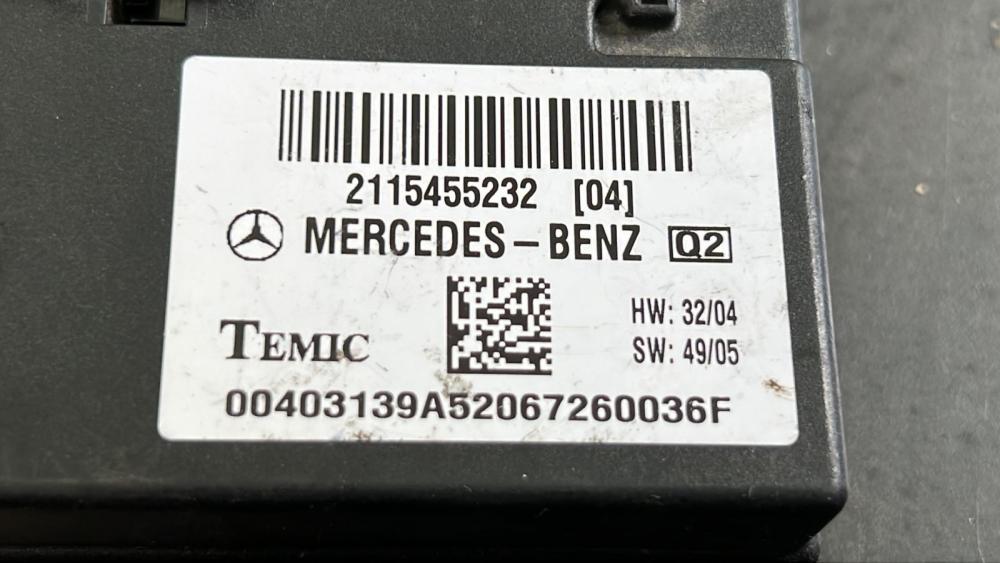 2115455232 [04]
MERCEDES-BENZ Q2
HW: 32/04
TEMIC
SW: 49/05
00403139A52067260036F